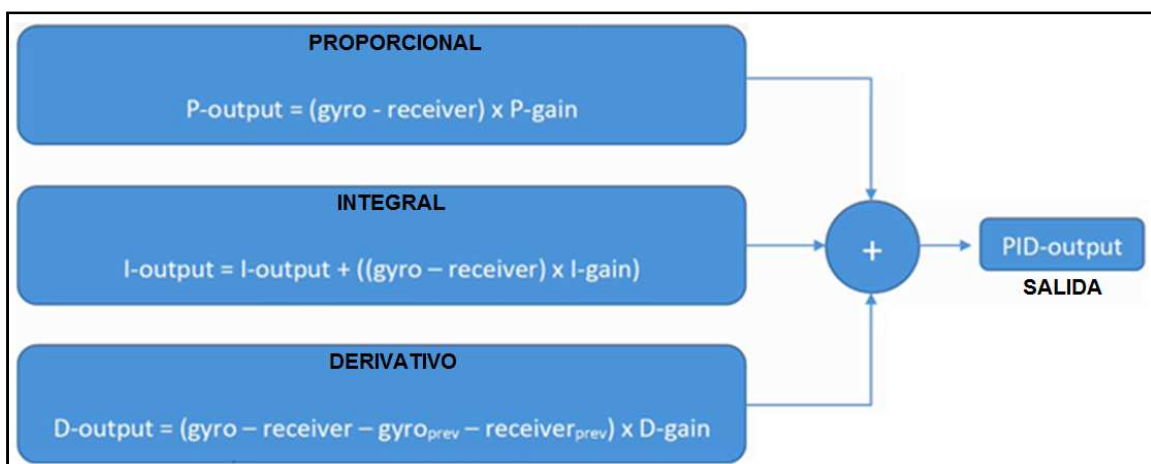 PROPORCIONAL
P-output = (gyro - receiver) x P-gain
INTEGRAL
I-output = I-output + ((gyro – receiver) x I-gain)
+
PID-output
SALIDA
DERIVATIVO
D-output = (gyro – receiver – gyroprev – receiverprev) x D-gain